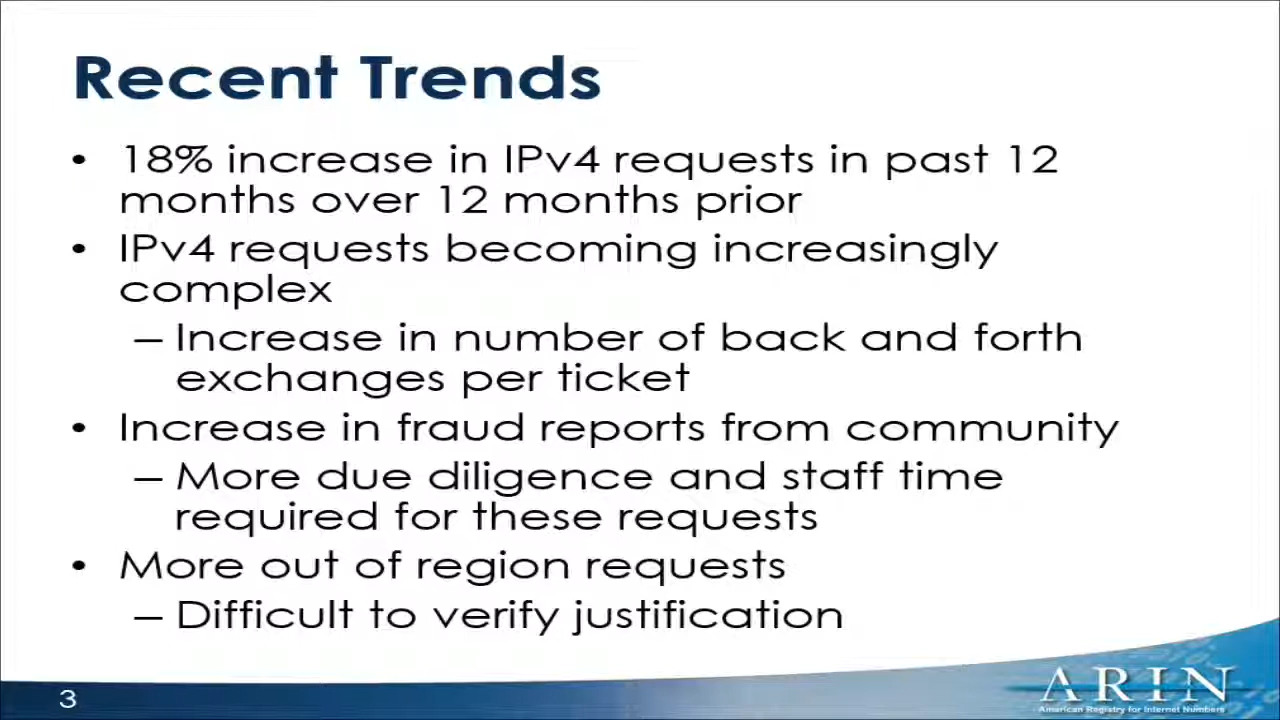 Recent Trends
• 18% increase in IPv4 requests in past 12
months over 12 months prior
• IPv4 requests becoming increasingly
complex
– Increase in number of back and forth
exchanges per ticket
• Increase in fraud reports from community
– More due diligence and staff time
required for these requests
• More out of region requests
– Difficult to verify justification
3
ARIN
American Registry for Internet Numbers